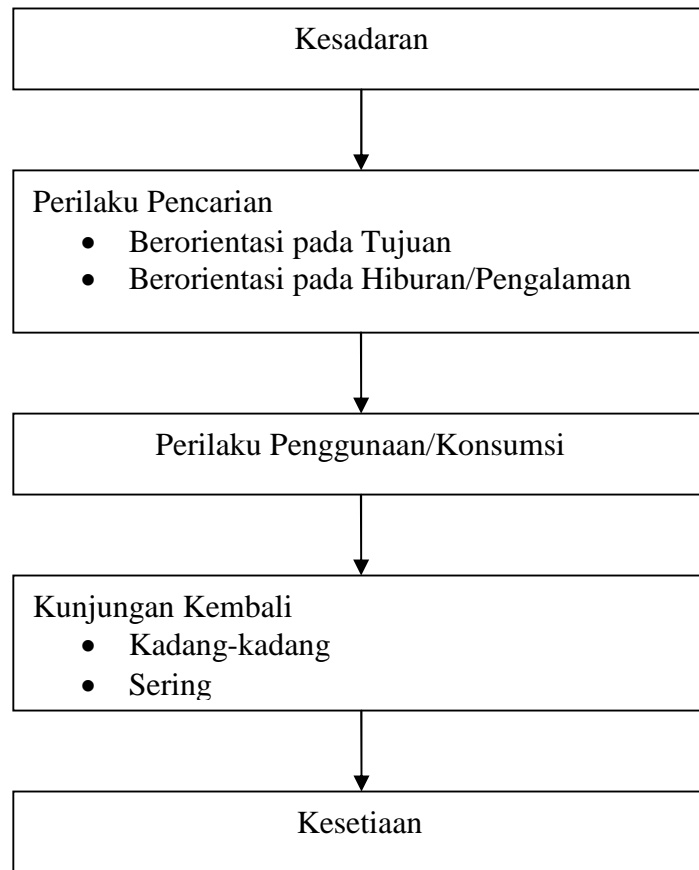 Kesadaran
Perilaku Pencarian
• Berorientasi pada Tujuan
• Berorientasi pada Hiburan/Pengalaman
Perilaku Penggunaan/Konsumsi
Kunjungan Kembali
• Kadang-kadang
• Sering
Kesetiaan